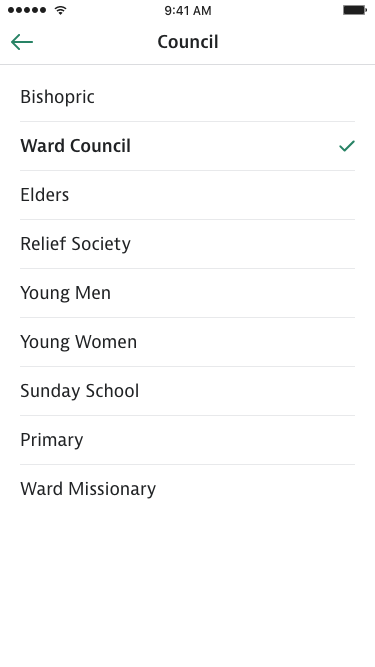 9:41 AM
Council
Bishopric
Ward Council
Elders
Relief Society
Young Men
Young Women
Sunday School
Primary
Ward Missionary